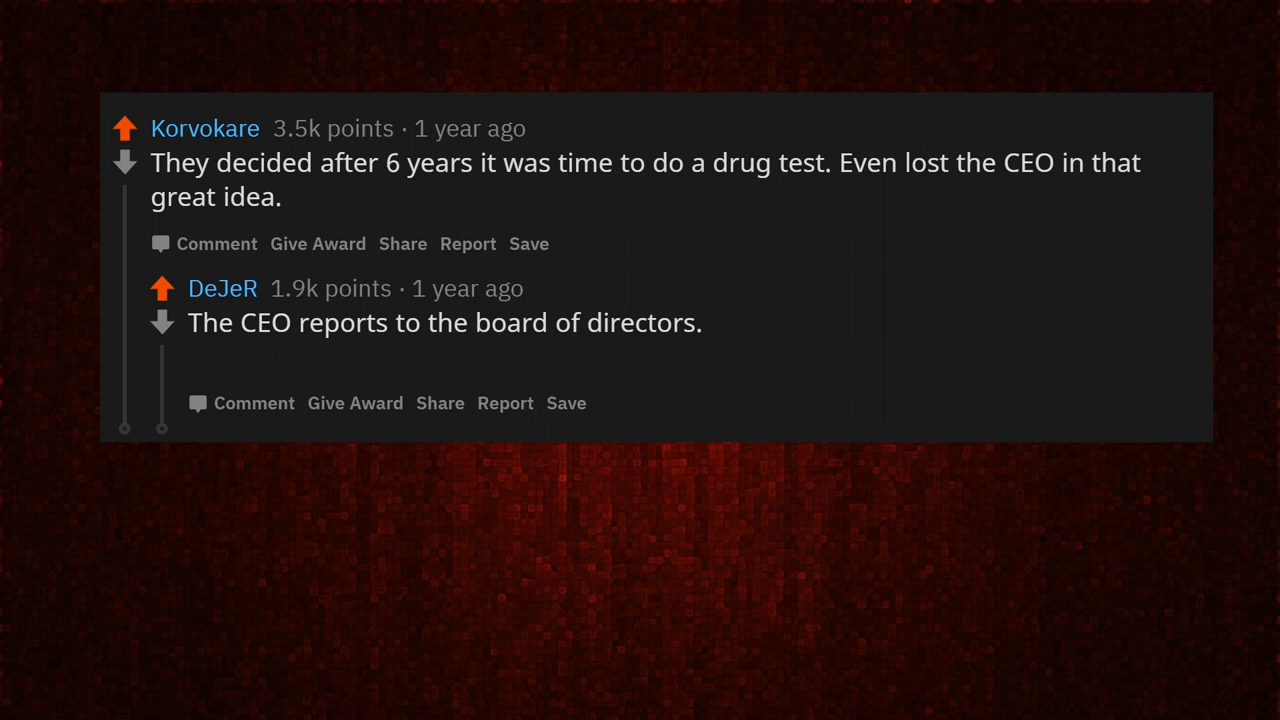 Korvokare 3.5k points · 1 year ago
They decided after 6 years it was time to do a drug test. Even lost the CEO in that
great idea.
Comment Give Award Share Report Save
DeJeR 1.9k points · 1 year ago
The CEO reports to the board of directors.
Comment Give Award Share Report Save